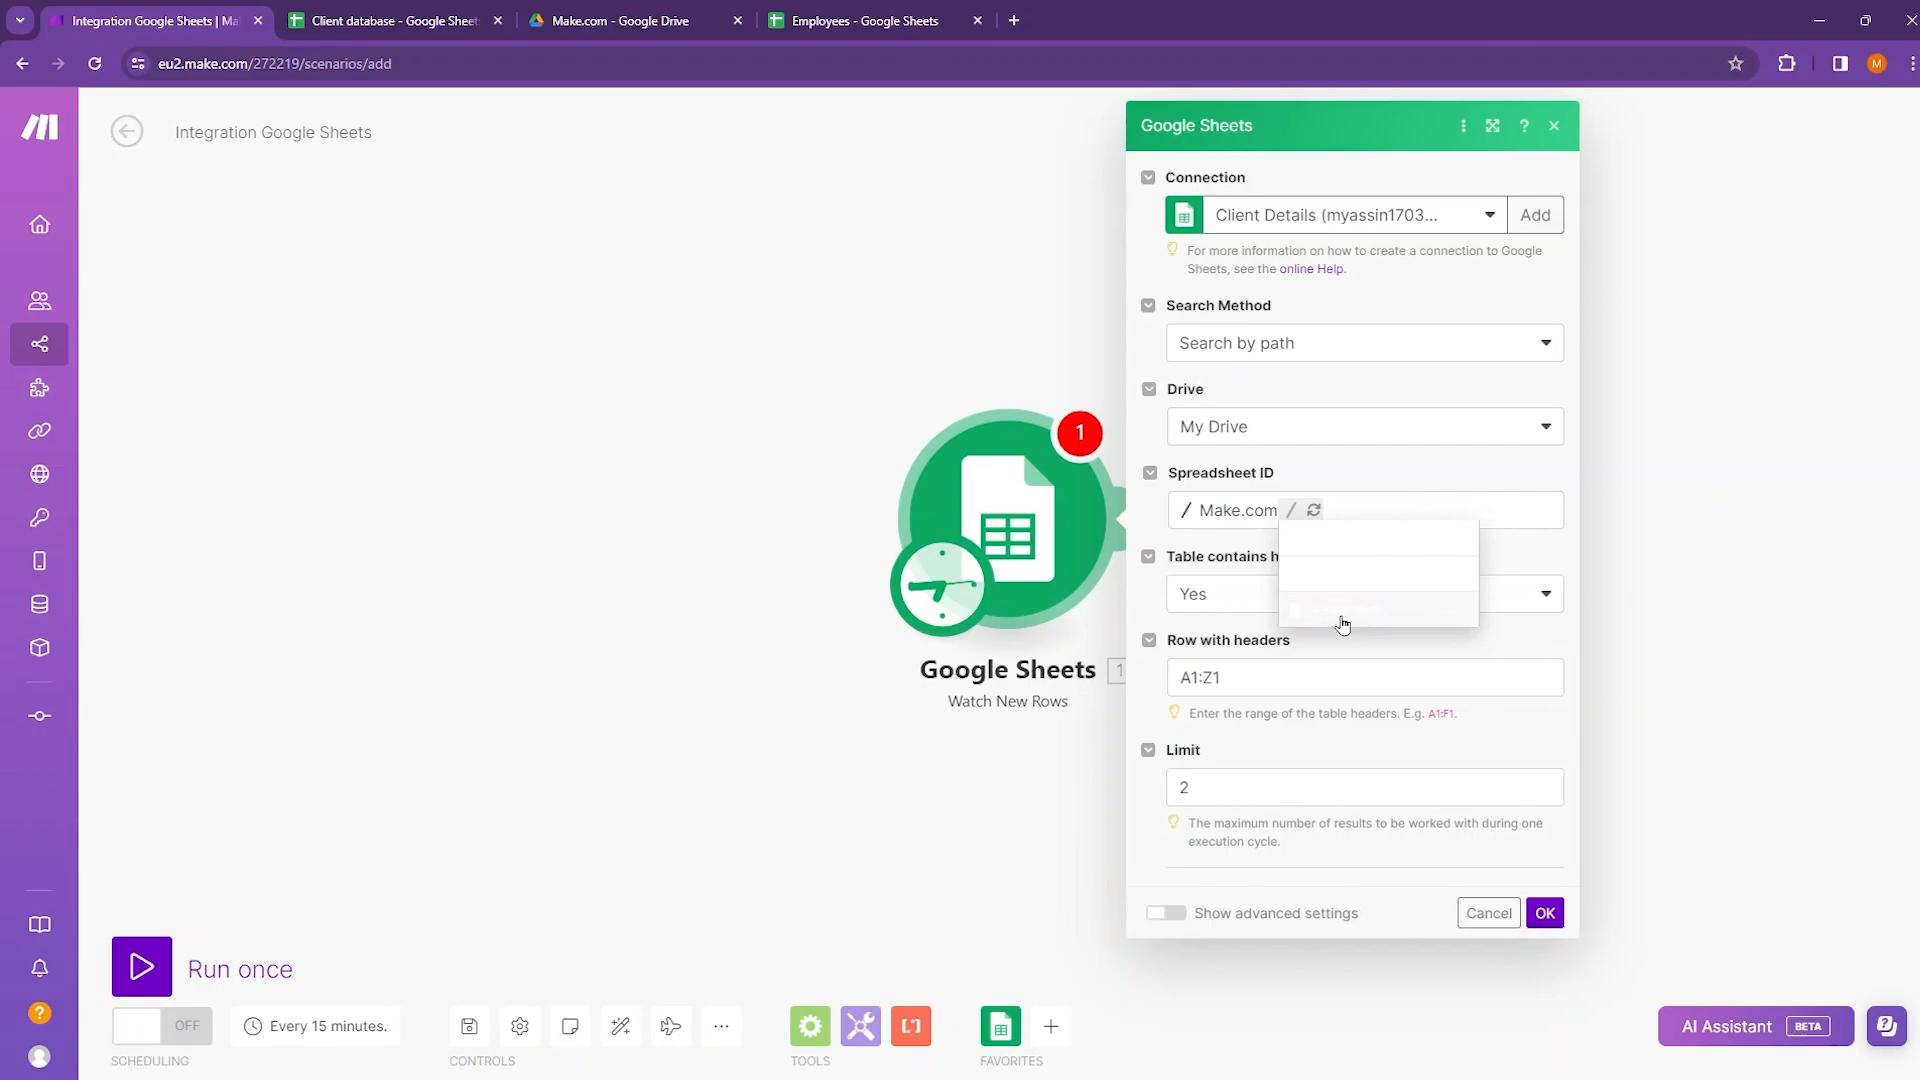 Integration Google Sheets | Ma
Client database - Google Sheet
Make.com - Google Drive
Employees - Google Sheets
eu2.make.com/272219/scenarios/add
M
Integration Google Sheets
Google Sheets
?
Connection
Client Details (myassin1703...
Add
For more information on how to create a connection to Google
Sheets, see the online Help.
Search Method
Search by path
Drive
My Drive
Spreadsheet ID
/ Make.com /
Table contains h
Yes
Row with headers
A1:Z1
Enter the range of the table headers. E.g. A1:F1.
Limit
2
The maximum number of results to be worked with during one
execution cycle.
Show advanced settings
Cancel
OK
1
Google Sheets
1
Watch New Rows
Run once
OFF
Every 15 minutes.
SCHEDULING
CONTROLS
TOOLS
FAVORITES
AI Assistant
BETA
?